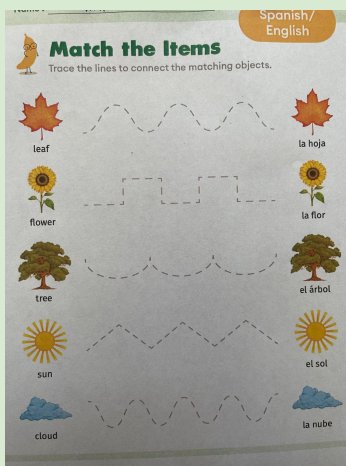 Spanish/
English
Match the Items
Trace the lines to connect the matching objects.
leaf
la hoja
flower
la flor
tree
el árbol
sun
el sol
cloud
la nube